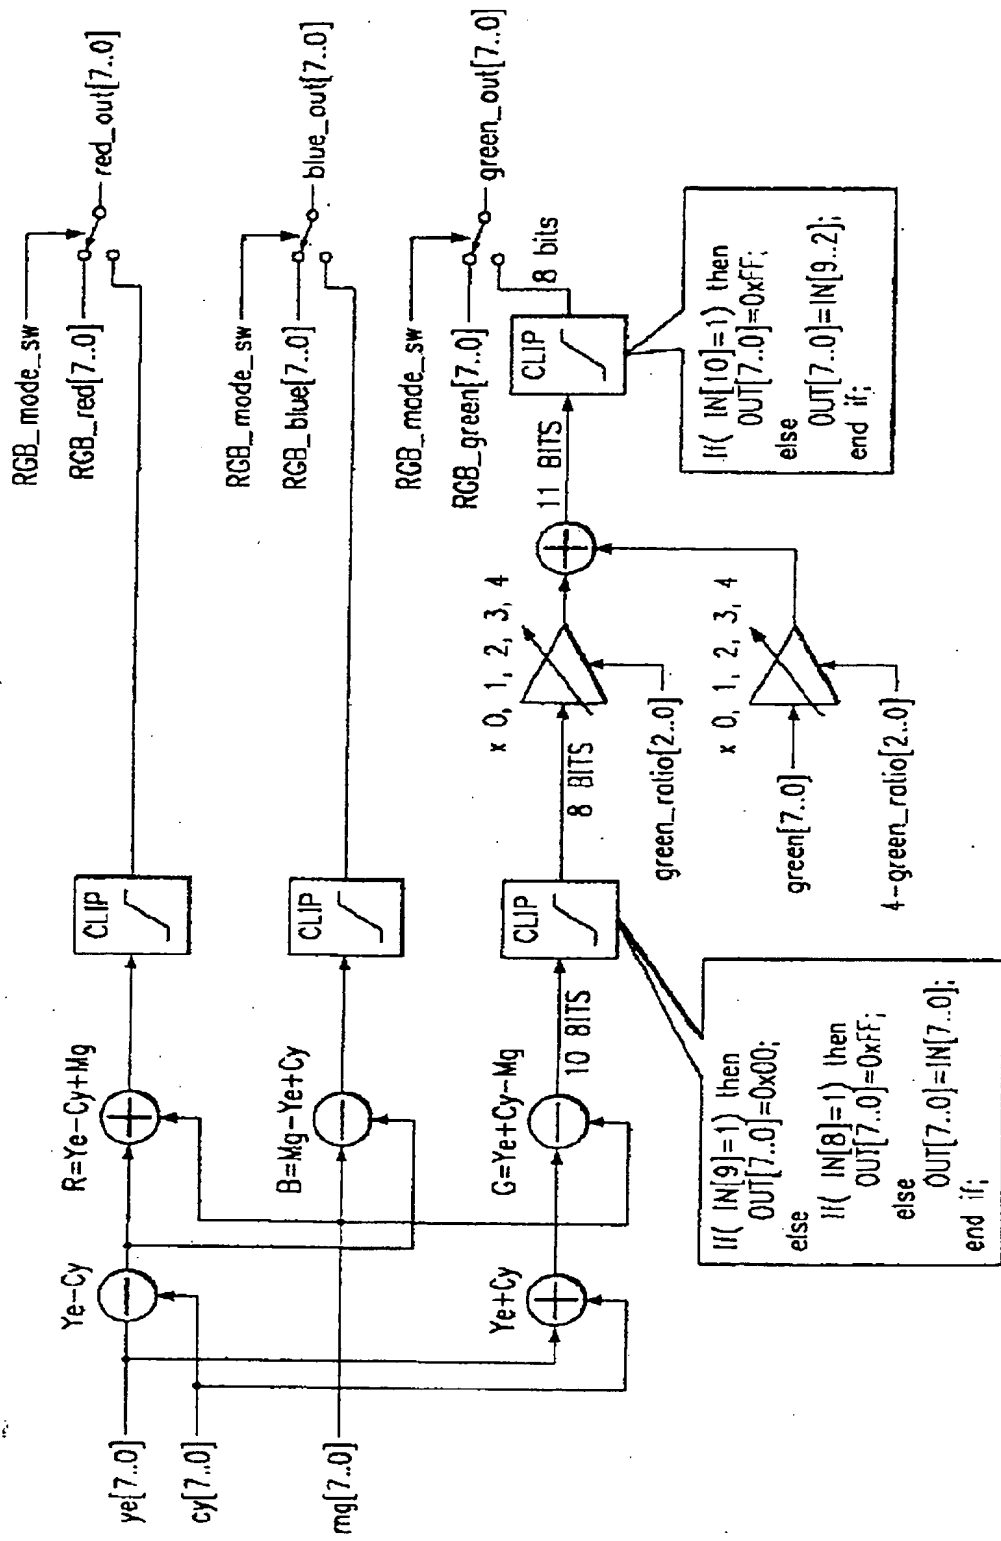 RGB_mode_sw
RGB_red[7..0]
red_out[7..0]
RGB_mode_sw
RGB_blue[7..0]
blue_out[7..0]
RGB_mode_sw
RGB_green[7..0]
green_out[7..0]
8 bits
ye[7..0]
cy[7..0]
mg[7..0]
Ye-Cy
R=Ye-Cy+Mg
CLIP
B=Mg-Ye+Cy
CLIP
Ye+Cy
G=Ye+Cy-Mg
10 BITS
CLIP
8 BITS
x 0, 1, 2, 3, 4
green_ratio[2..0]
11 BITS
CLIP
green[7..0]
x 0, 1, 2, 3, 4
4-green_ratio[2..0]
If( IN[9]=1) then
OUT[7..0]=0x00;
else
If( IN[8]=1) then
OUT[7..0]=0xFF;
else
OUT[7..0]=IN[7..0];
end if;
If( IN[10]=1) then
OUT[7..0]=0xFF;
else
OUT[7..0]=IN[9..2];
end if;